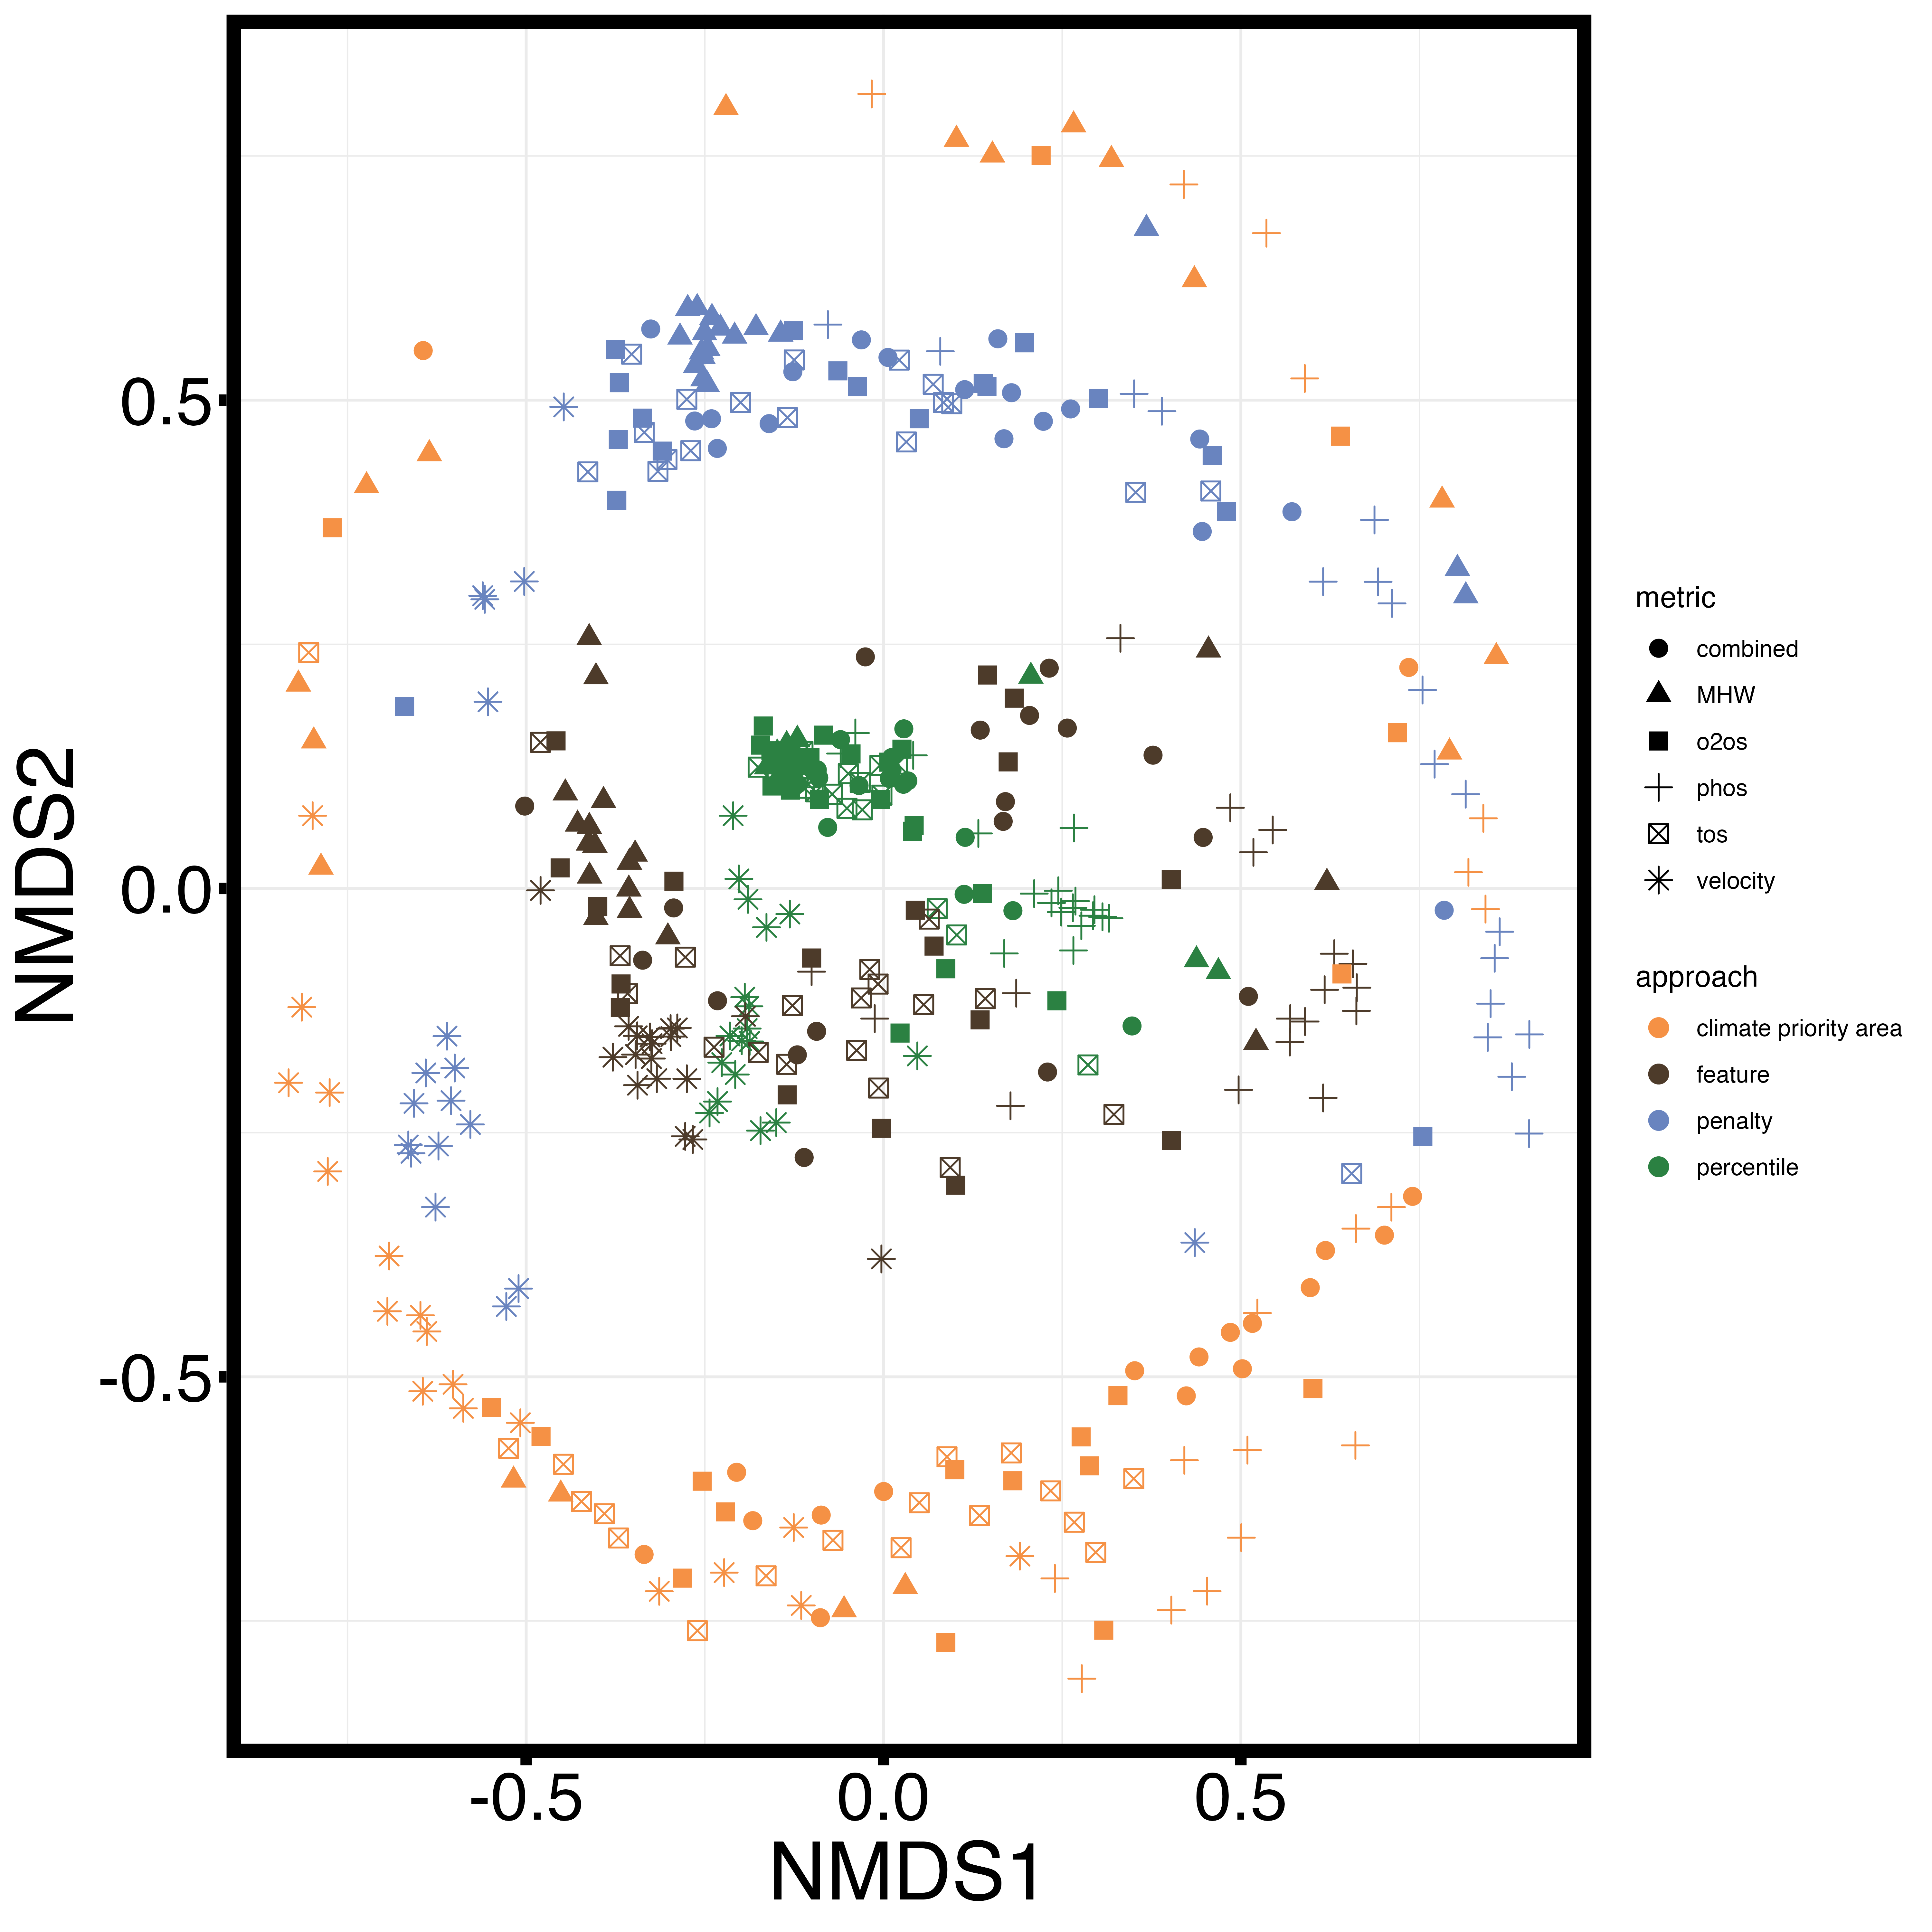 NMDS2
0.5
0.0
-0.5
-0.5
0.0
0.5
NMDS1
metric
combined
MHW
o2os
phos
tos
velocity
approach
climate priority area
feature
penalty
percentile